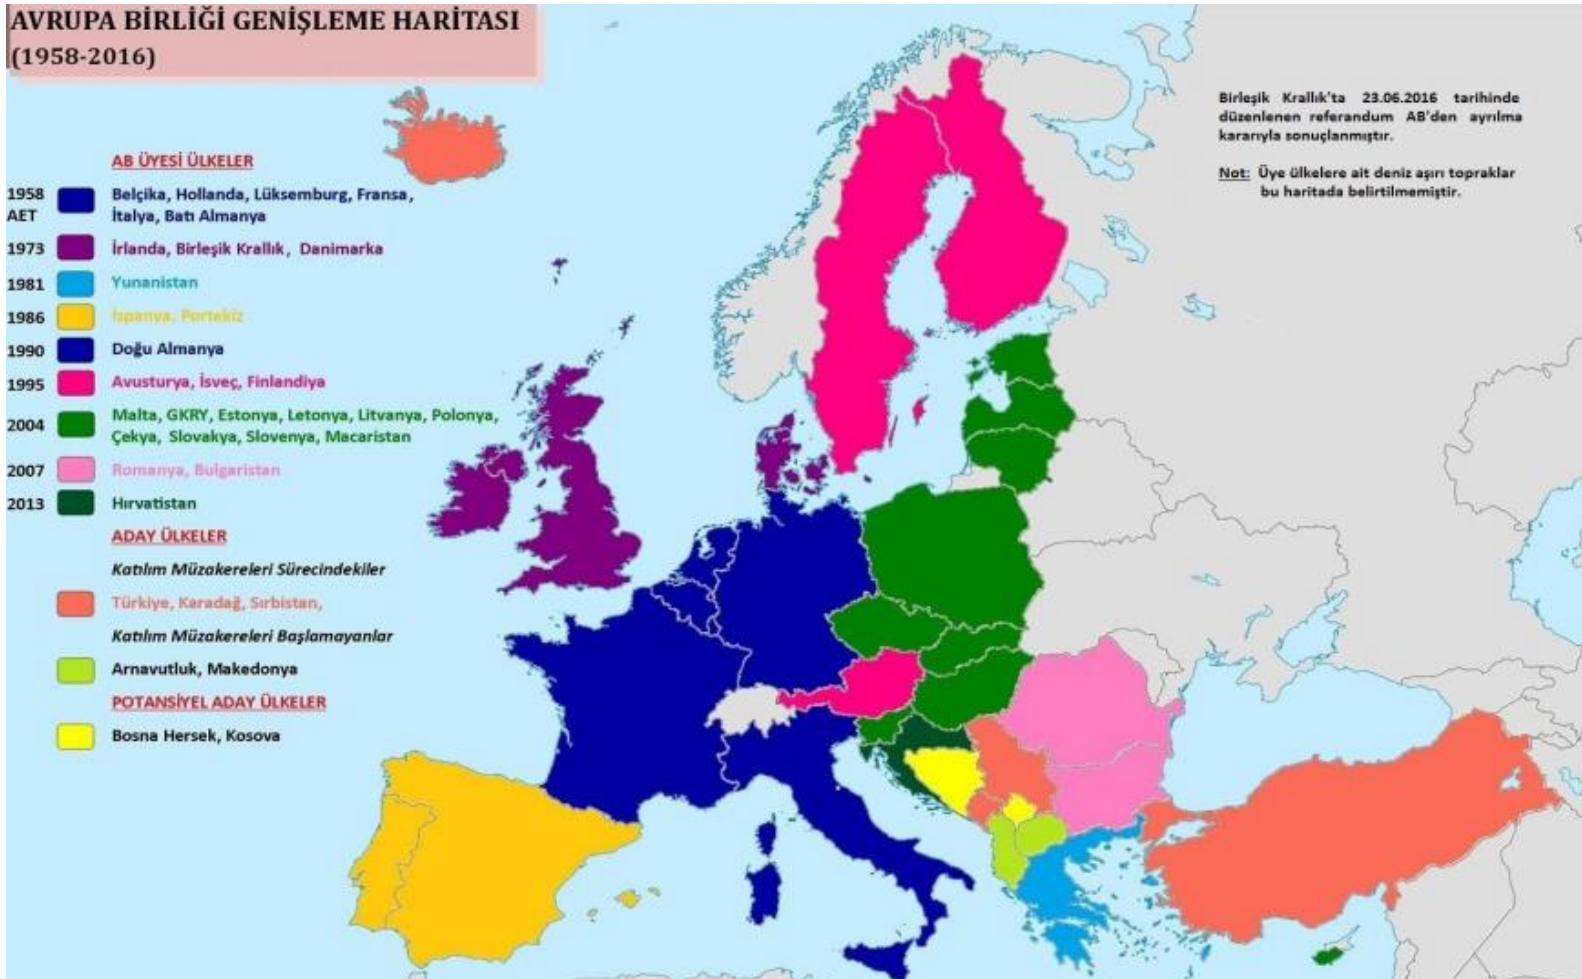 AVRUPA BİRLİĞİ GENİŞLEME HARİTASI
(1958-2016)
Birleşik Krallık'ta 23.06.2016 tarihinde
düzenlenen referandum AB'den ayrılma
kararıyla sonuçlanmıştır.
Not: Üye ülkelere ait deniz aşırı topraklar
bu haritada belirtilmemiştir.
AB ÜYESİ ÜLKELER
1958 Belçika, Hollanda, Lüksemburg, Fransa,
AET İtalya, Batı Almanya
1973 İrlanda, Birleşik Krallık, Danimarka
1981 Yunanistan
1986 İspanya, Portekiz
1990 Doğu Almanya
1995 Avusturya, İsveç, Finlandiya
2004 Malta, GKRY, Estonya, Letonya, Litvanya, Polonya,
Çekya, Slovakya, Slovenya, Macaristan
2007 Romanya, Bulgaristan
2013 Hırvatistan
ADAY ÜLKELER
Katılım Müzakereleri Sürecindekiler
Türkiye, Karadağ, Sırbistan,
Katılım Müzakereleri Başlamayanlar
Arnavutluk, Makedonya
POTANSİYEL ADAY ÜLKELER
Bosna Hersek, Kosova